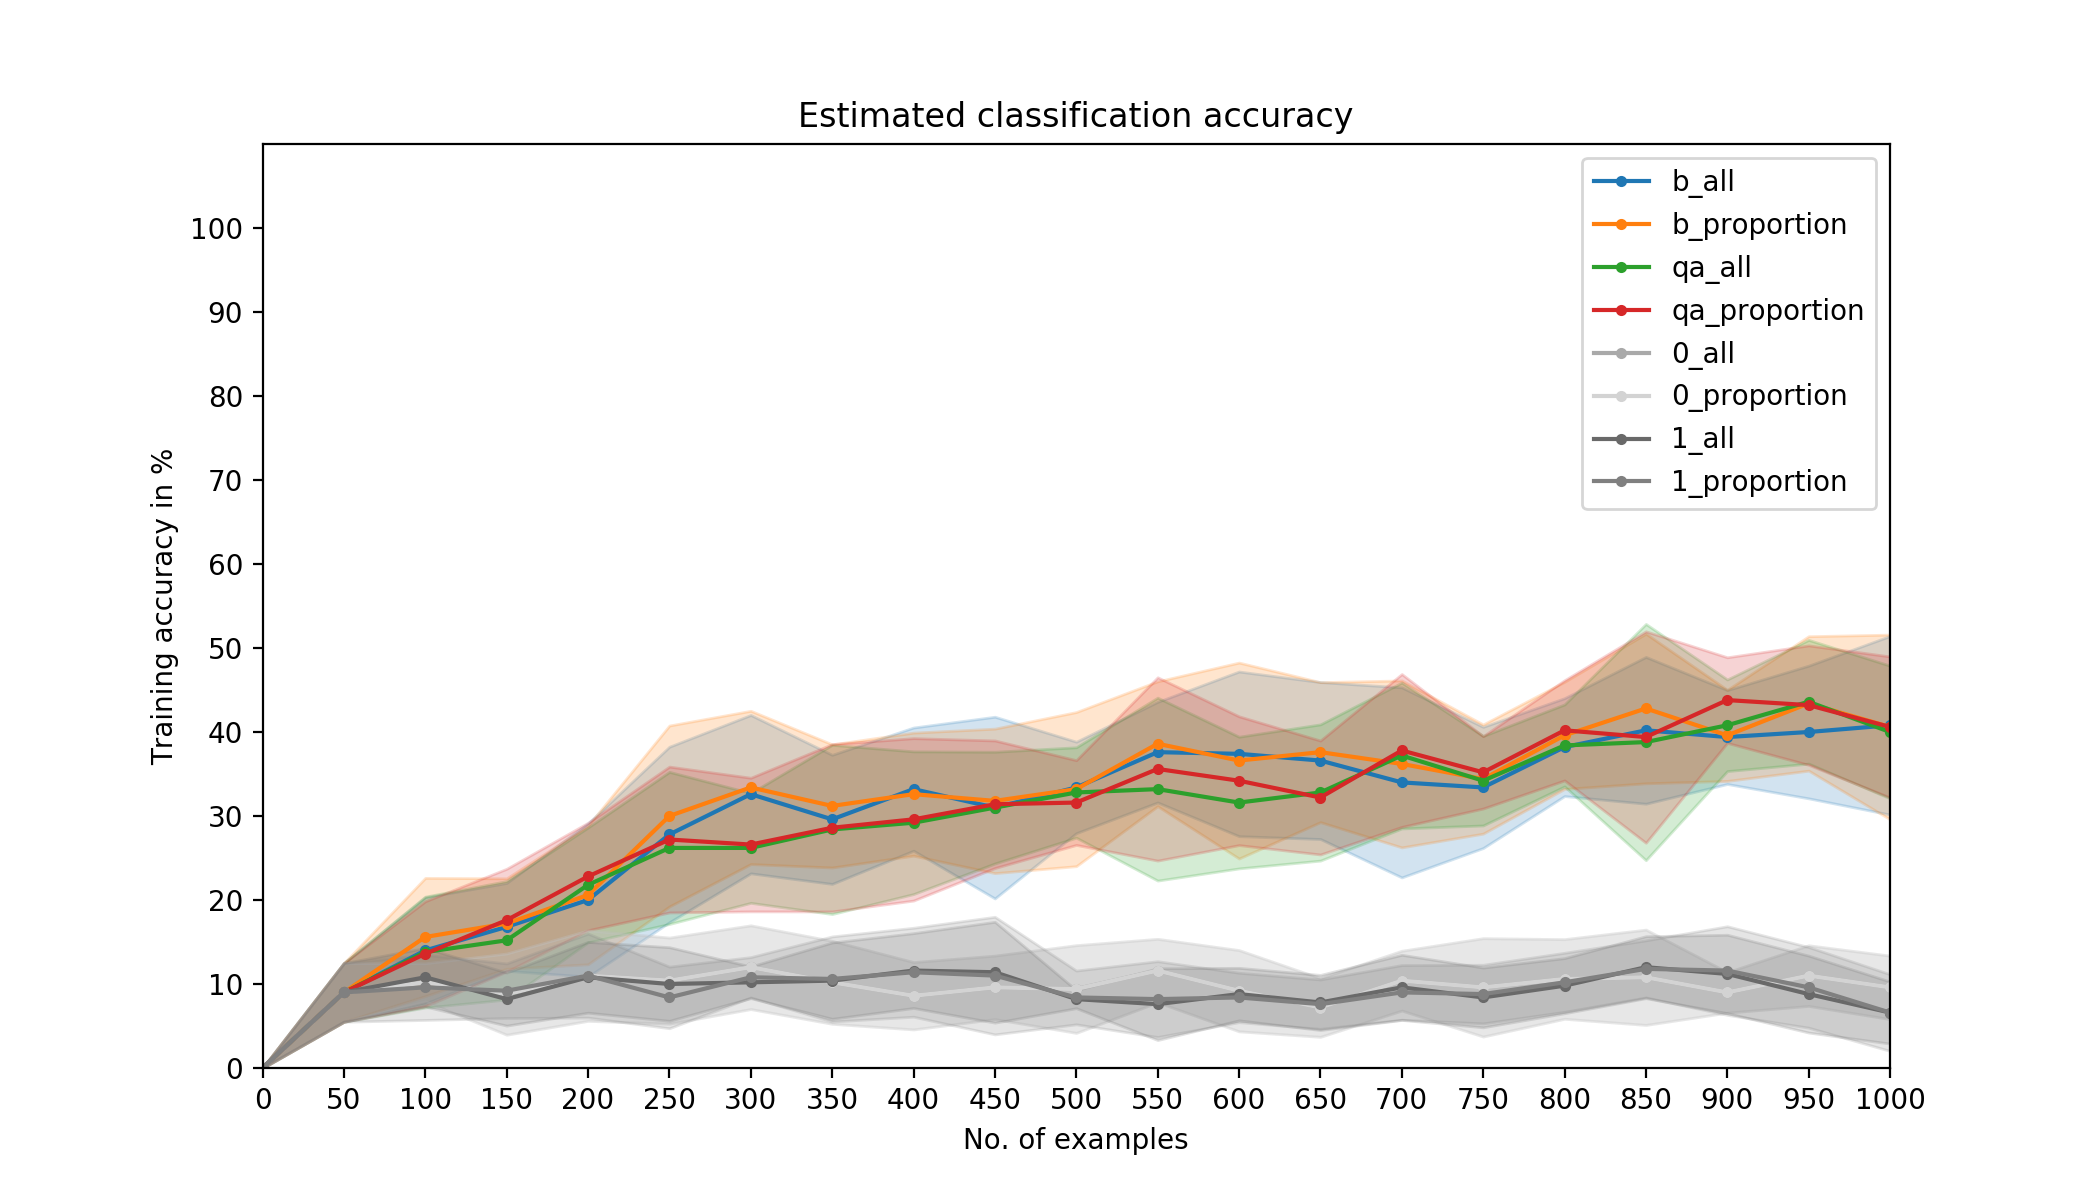 Estimated classification accuracy
b_all
b_proportion
qa_all
qa_proportion
0_all
0_proportion
1_all
1_proportion
Training accuracy in %
100
90
80
70
60
50
40
30
20
10
0
0 50 100 150 200 250 300 350 400 450 500 550 600 650 700 750 800 850 900 950 1000
No. of examples